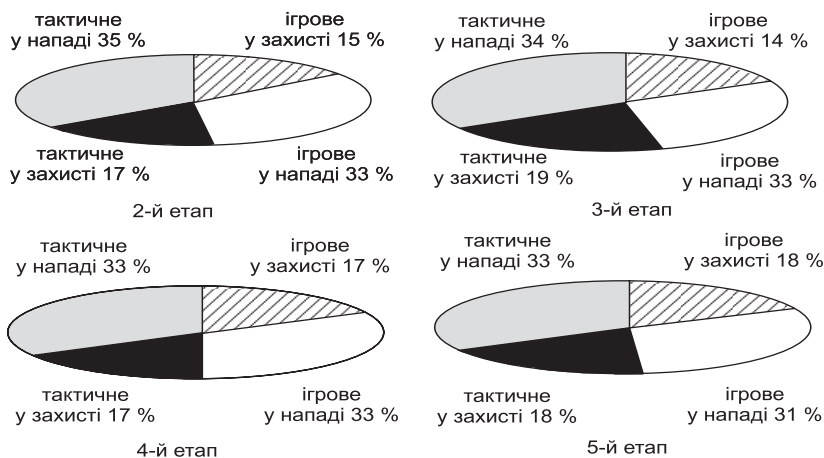 тактичне
у нападі 35 %
ігрове
у захисті 15 %
тактичне
у захисті 17 %
ігрове
у нападі 33 %
2-й етап
тактичне
у нападі 34 %
ігрове
у захисті 14 %
тактичне
у захисті 19 %
ігрове
у нападі 33 %
3-й етап
тактичне
у нападі 33 %
ігрове
у захисті 17 %
тактичне
у захисті 17 %
ігрове
у нападі 33 %
4-й етап
тактичне
у нападі 33 %
ігрове
у захисті 18 %
тактичне
у захисті 18 %
ігрове
у нападі 31 %
5-й етап